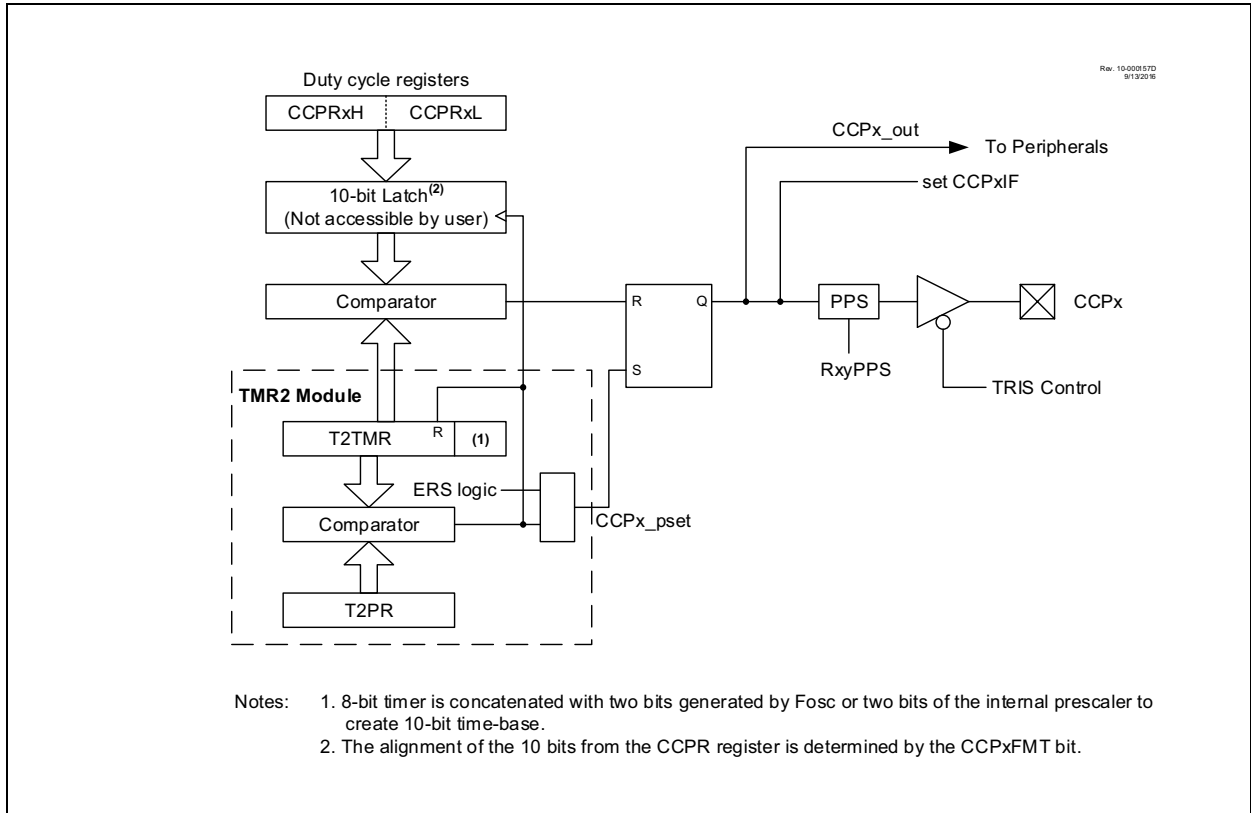 Rev. 10-000157D
9/13/2016
Duty cycle registers
CCPRxH CCPRxL
CCPx_out
To Peripherals
set CCPxIF
10-bit Latch(2)
(Not accessible by user)
Comparator
R Q
PPS
CCPx
S
RxyPPS
TRIS Control
TMR2 Module
T2TMR R (1)
ERS logic
Comparator
CCPx_pset
T2PR
Notes: 1. 8-bit timer is concatenated with two bits generated by Fosc or two bits of the internal prescaler to
create 10-bit time-base.
2. The alignment of the 10 bits from the CCPR register is determined by the CCPxFMT bit.